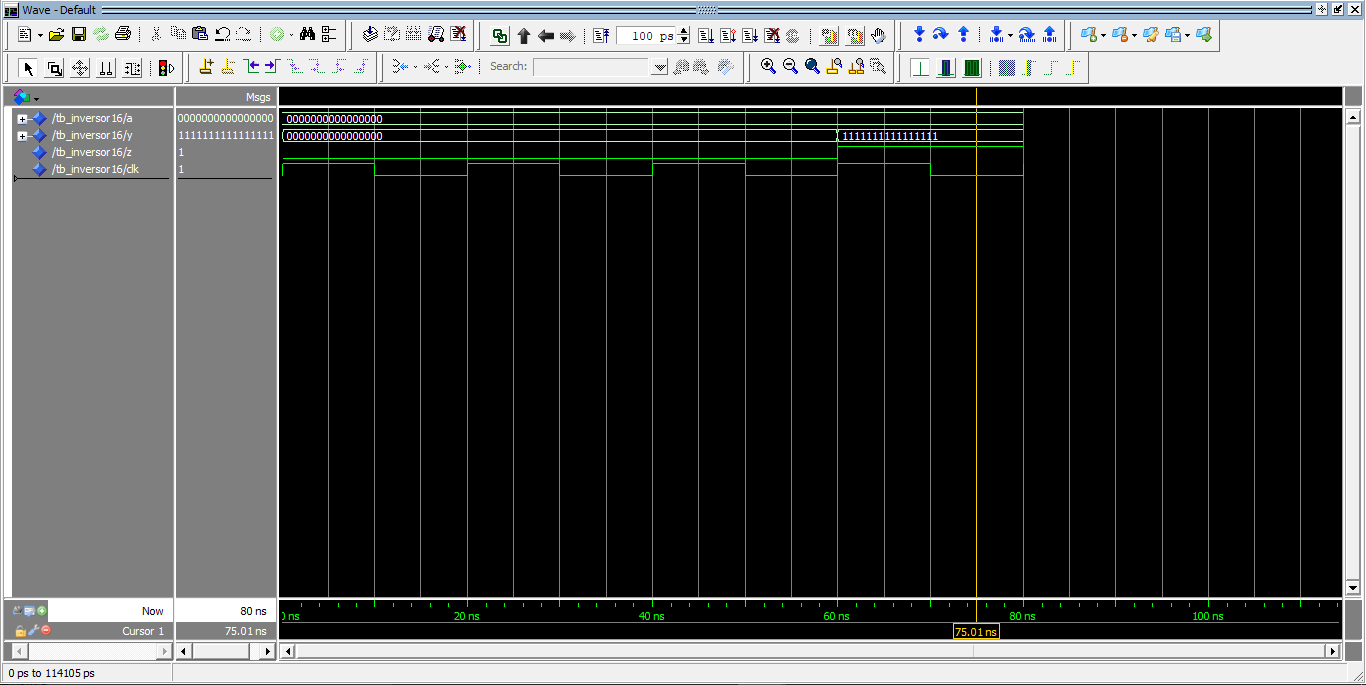 Wave - Default
100 ps
Search:
Msgs
/tb_inversor16/a 0000000000000000 0000000000000000
/tb_inversor16/y 1111111111111111 0000000000000000 1111111111111111
/tb_inversor16/z 1
/tb_inversor16/clk 1
Now 80 ns
0 ns 20 ns 40 ns 60 ns 80 ns 100 ns
Cursor 1 75.01 ns 75.01 ns
0 ps to 114105 ps